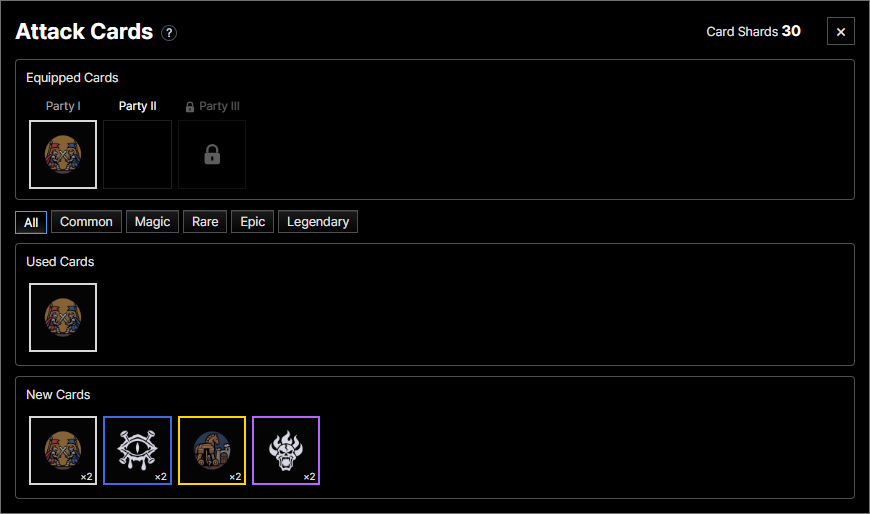 Attack Cards ?
Card Shards 30 ×
Equipped Cards
Party I Party II Party III
All Common Magic Rare Epic Legendary
Used Cards
New Cards
×2 ×2 ×2 ×2